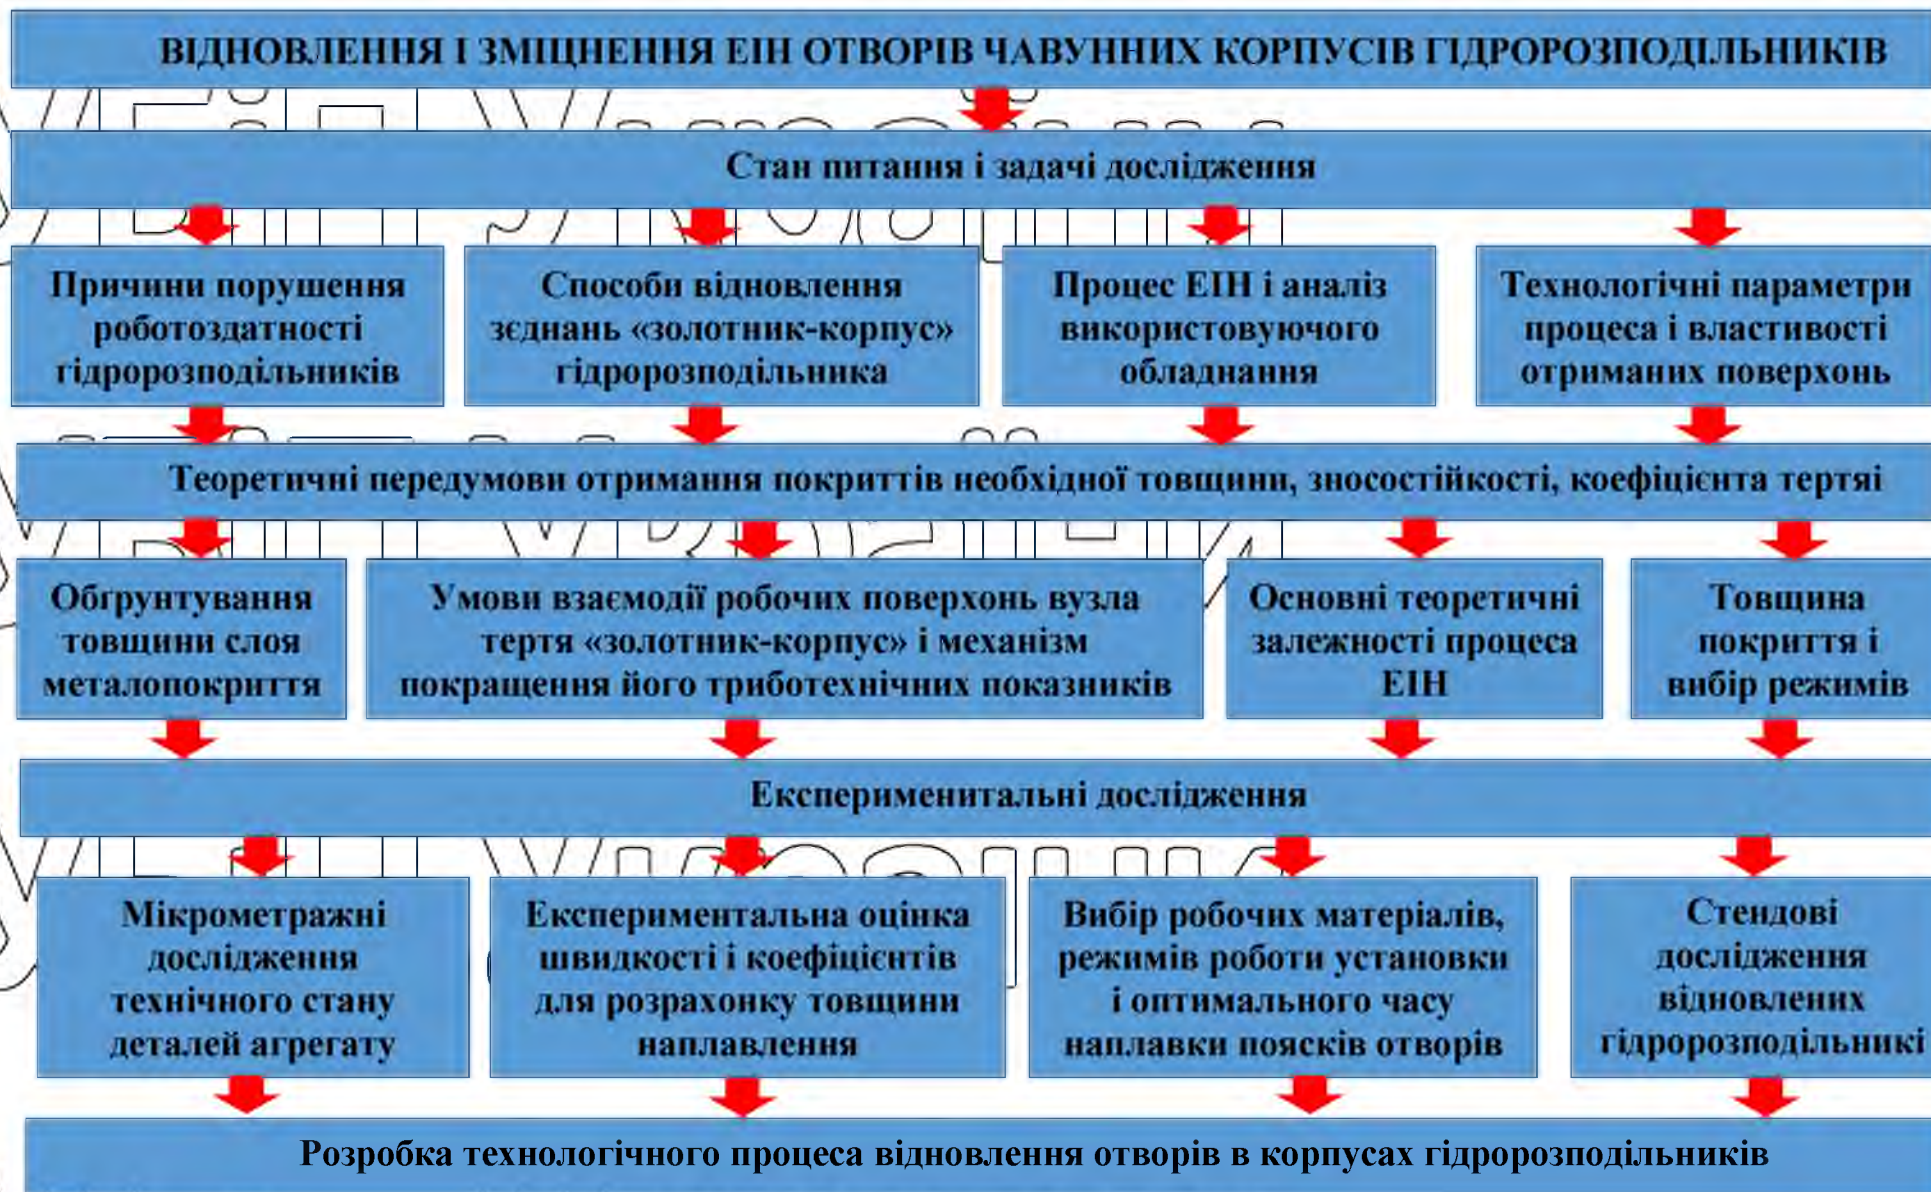 ВІДНОВЛЕННЯ І ЗМІЦНЕННЯ ЕІН ОТВОРІВ ЧАВУННИХ КОРПУСІВ ГІДРОРОЗПОДІЛЬНИКІВ
Стан питання і задачі дослідження
Причини порушення
роботоздатності
гідророзподільників
Способи відновлення
зєднань «золотник-корпус»
гідророзподільника
Процес ЕІН і аналіз
використовуючого
обладнання
Технологічні параметри
процеса і властивості
отриманих поверхонь
Теоретичні передумови отримання покриттів необхідної товщини, зносостійкості, коефіцієнта тертяі
Обґрунтування
товщини слоя
металопокриття
Умови взаємодії робочих поверхонь вузла
тертя «золотник-корпус» і механізм
покращення його триботехнічних показників
Основні теоретичні
залежності процеса
ЕІН
Товщина
покриття і
вибір режимів
Експерименитальні дослідження
Мікрометражні
дослідження
технічного стану
деталей агрегату
Експериментальна оцінка
швидкості і коефіцієнтів
для розрахонку товщини
наплавлення
Вибір робочих матеріалів,
режимів роботи установки
і оптимального часу
наплавки поясків отворів
Стендові
дослідження
відновлених
гідророзподільникі
Розробка технологічного процеса відновлення отворів в корпусах гідророзподільників